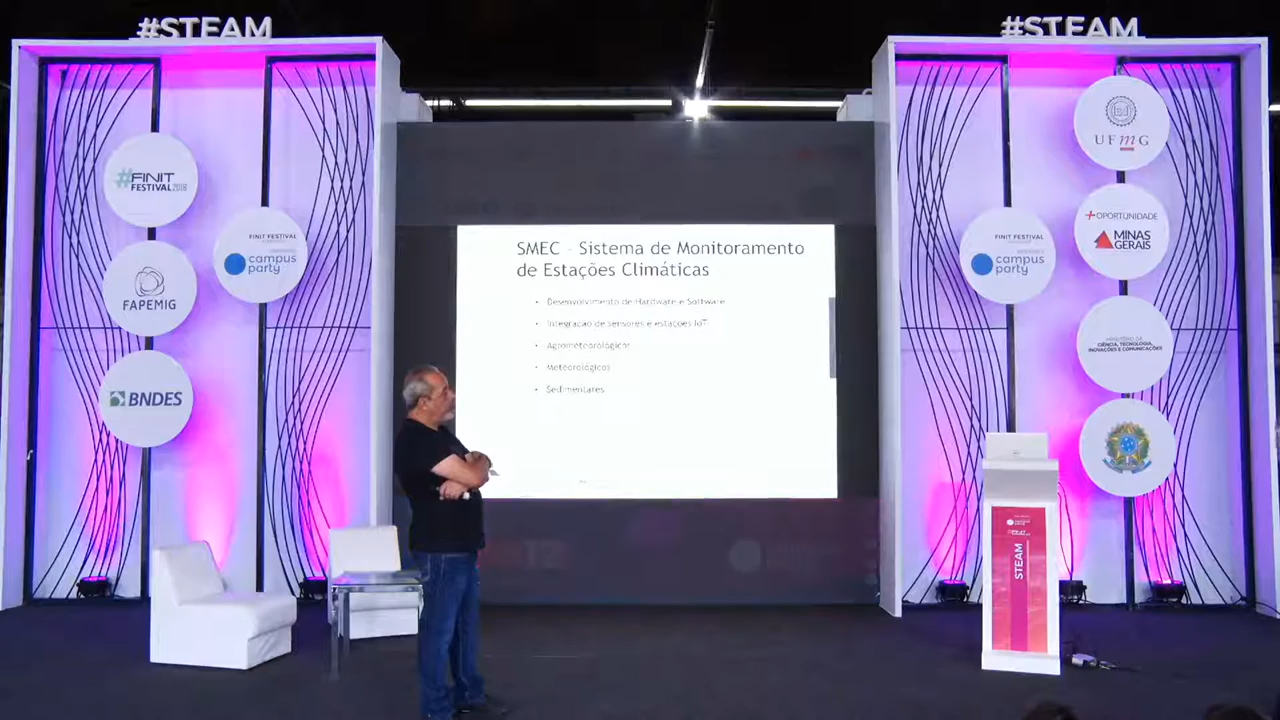 #STEAM
#STEAM
#FINIT
FESTIVAL 2018
FAPEMIG
BNDES
FINIT FESTIVAL
campus
party
SMEC - Sistema de Monitoramento
de Estações Climáticas
• Desenvolvimento de Hardware e Software
• Integração de sensores e estações IoT
• Agrometeorológicos
• Meteorológicos
• Sedimentares
FINIT FESTIVAL
campus
party
UFmG
+OPORTUNIDADE
MINAS
GERAIS
MINISTÉRIO DA
CIÊNCIA, TECNOLOGIA,
INOVAÇÕES E COMUNICAÇÕES
STEAM